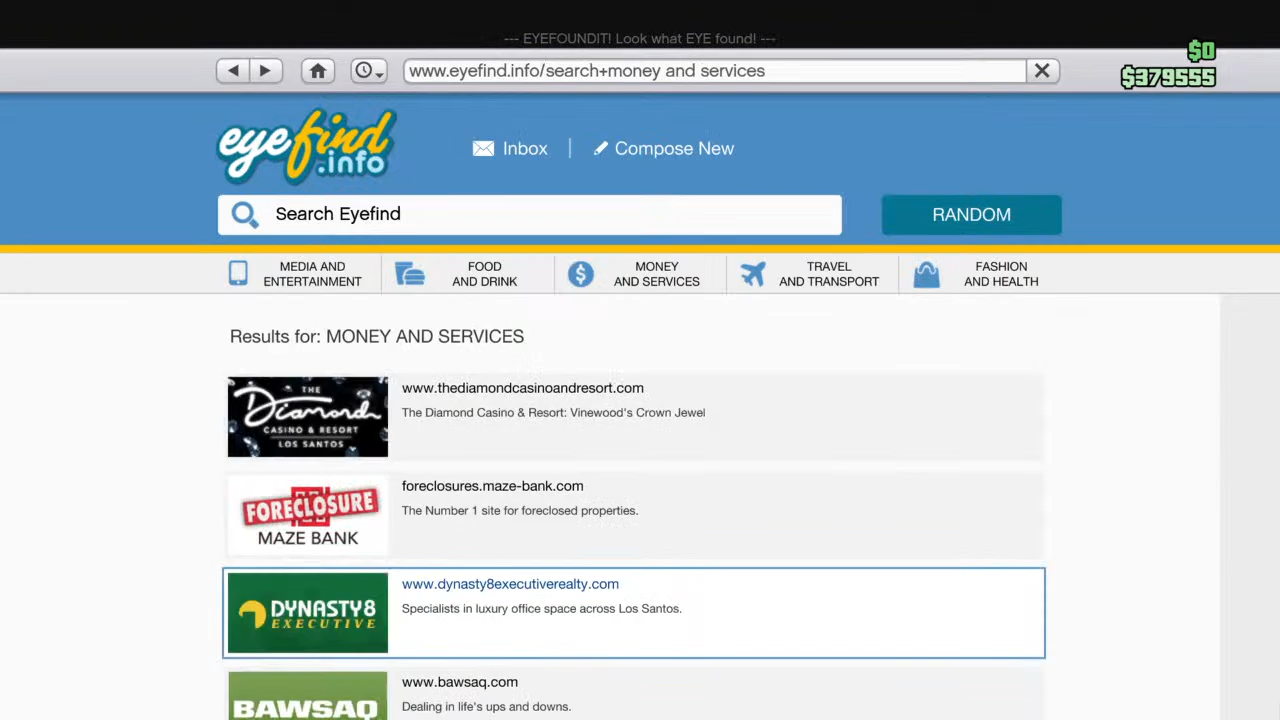 --- EYEFOUNDIT! Look what EYE found! ---
$0
www.eyefind.info/search+money and services
$379555
eyefind
.info
Inbox
Compose New
Search Eyefind
RANDOM
MEDIA AND
ENTERTAINMENT
FOOD
AND DRINK
MONEY
AND SERVICES
TRAVEL
AND TRANSPORT
FASHION
AND HEALTH
Results for: MONEY AND SERVICES
THE
Diamond
CASINO & RESORT
LOS SANTOS
www.thediamondcasinoandresort.com
The Diamond Casino & Resort: Vinewood's Crown Jewel
FORECLOSURE
MAZE BANK
foreclosures.maze-bank.com
The Number 1 site for foreclosed properties.
DYNASTY8
EXECUTIVE
www.dynasty8executiverealty.com
Specialists in luxury office space across Los Santos.
BAWSAQ
www.bawsaq.com
Dealing in life's ups and downs.